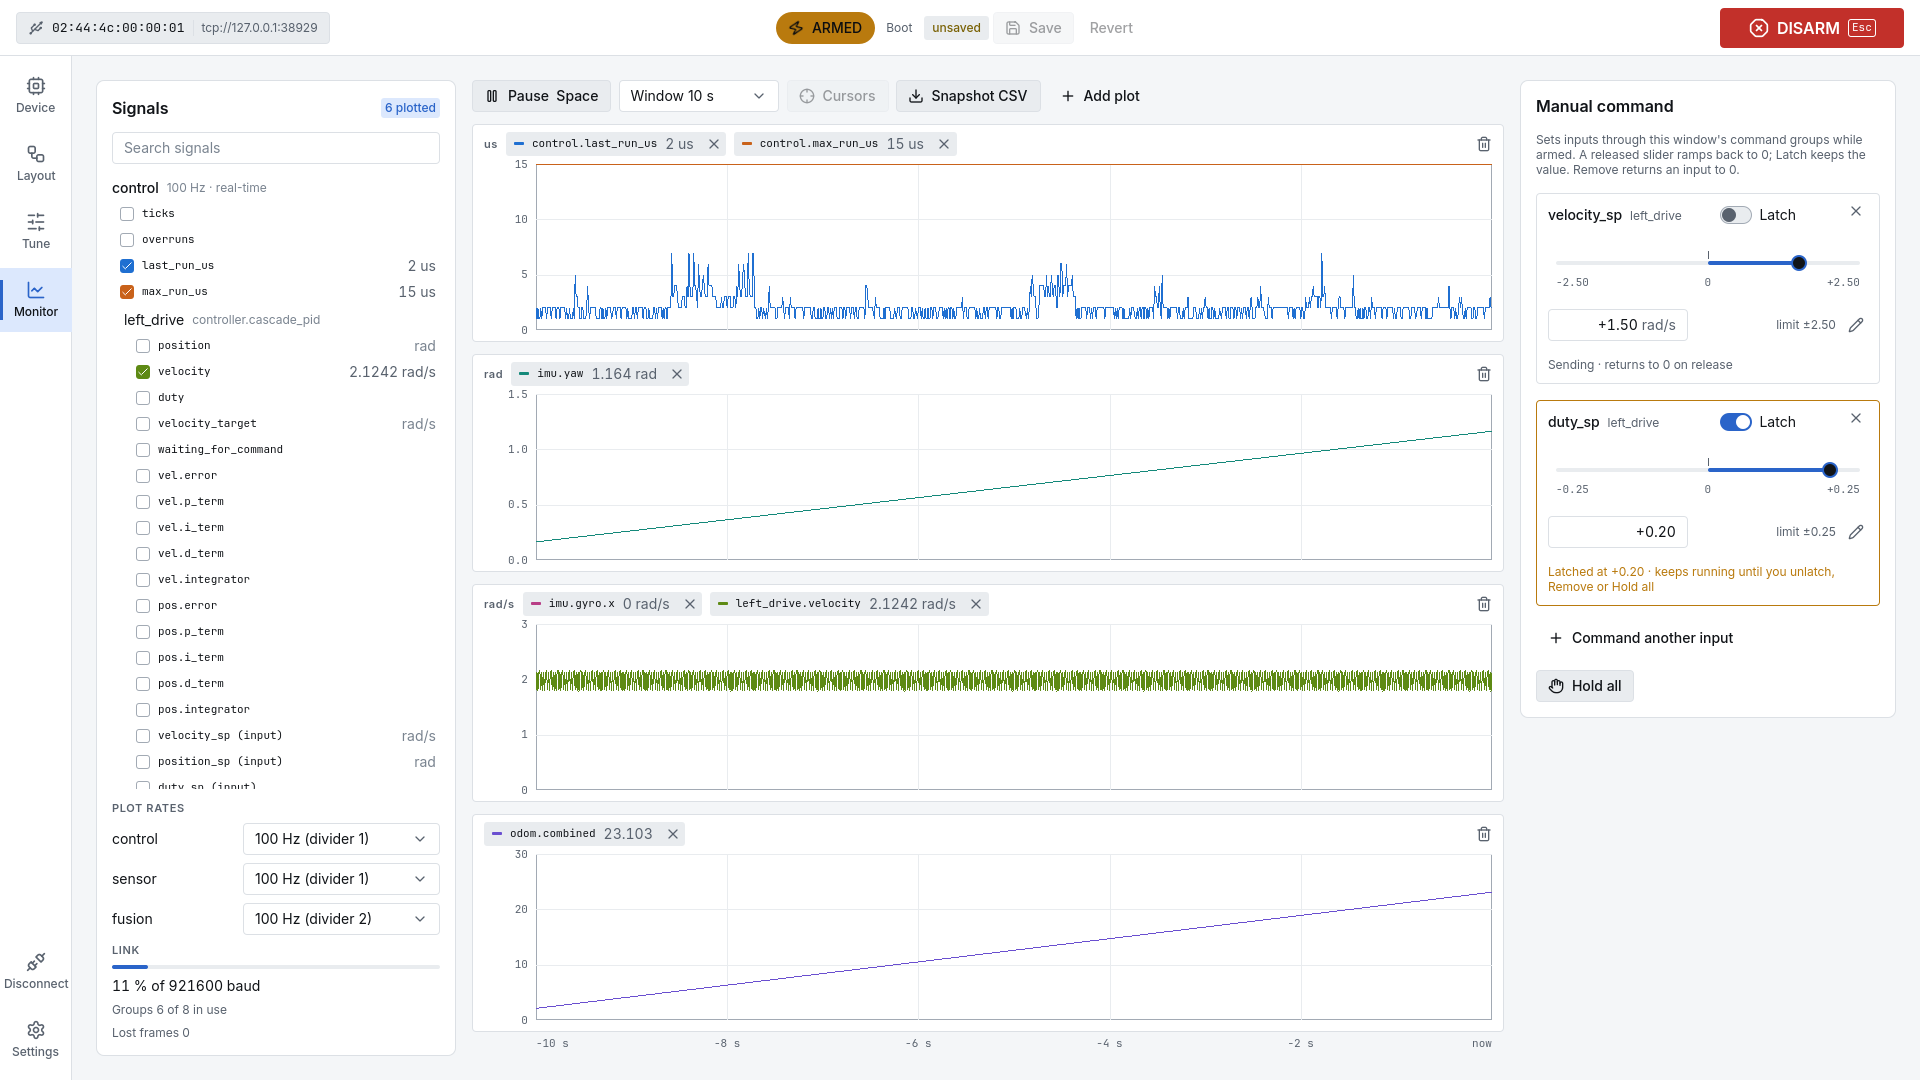 02:44:4c:00:00:01 tcp://127.0.0.1:38929
ARMED Boot unsaved Save Revert
DISARM Esc
Device
Layout
Tune
Monitor
Disconnect
Settings
Signals 6 plotted
Search signals
control 100 Hz · real-time
ticks
overruns
last_run_us 2 us
max_run_us 15 us
left_drive controller.cascade_pid
position rad
velocity 2.1242 rad/s
duty
velocity_target rad/s
waiting_for_command
vel.error
vel.p_term
vel.i_term
vel.d_term
vel.integrator
pos.error
pos.p_term
pos.i_term
pos.d_term
pos.integrator
velocity_sp (input) rad/s
position_sp (input) rad
duty_sp (input)
PLOT RATES
control 100 Hz (divider 1)
sensor 100 Hz (divider 1)
fusion 100 Hz (divider 2)
LINK
11 % of 921600 baud
Groups 6 of 8 in use
Lost frames 0
Pause Space Window 10 s Cursors Snapshot CSV Add plot
us control.last_run_us 2 us control.max_run_us 15 us
15
10
5
0
rad imu.yaw 1.164 rad
1.5
1.0
0.5
0.0
rad/s imu.gyro.x 0 rad/s left_drive.velocity 2.1242 rad/s
3
2
1
0
odom.combined 23.103
30
20
10
0
-10 s -8 s -6 s -4 s -2 s now
Manual command
Sets inputs through this window's command groups while
armed. A released slider ramps back to 0; Latch keeps the
value. Remove returns an input to 0.
velocity_sp left_drive Latch
-2.50 0 +2.50
+1.50 rad/s limit ±2.50
Sending · returns to 0 on release
duty_sp left_drive Latch
-0.25 0 +0.25
+0.20 limit ±0.25
Latched at +0.20 · keeps running until you unlatch,
Remove or Hold all
Command another input
Hold all